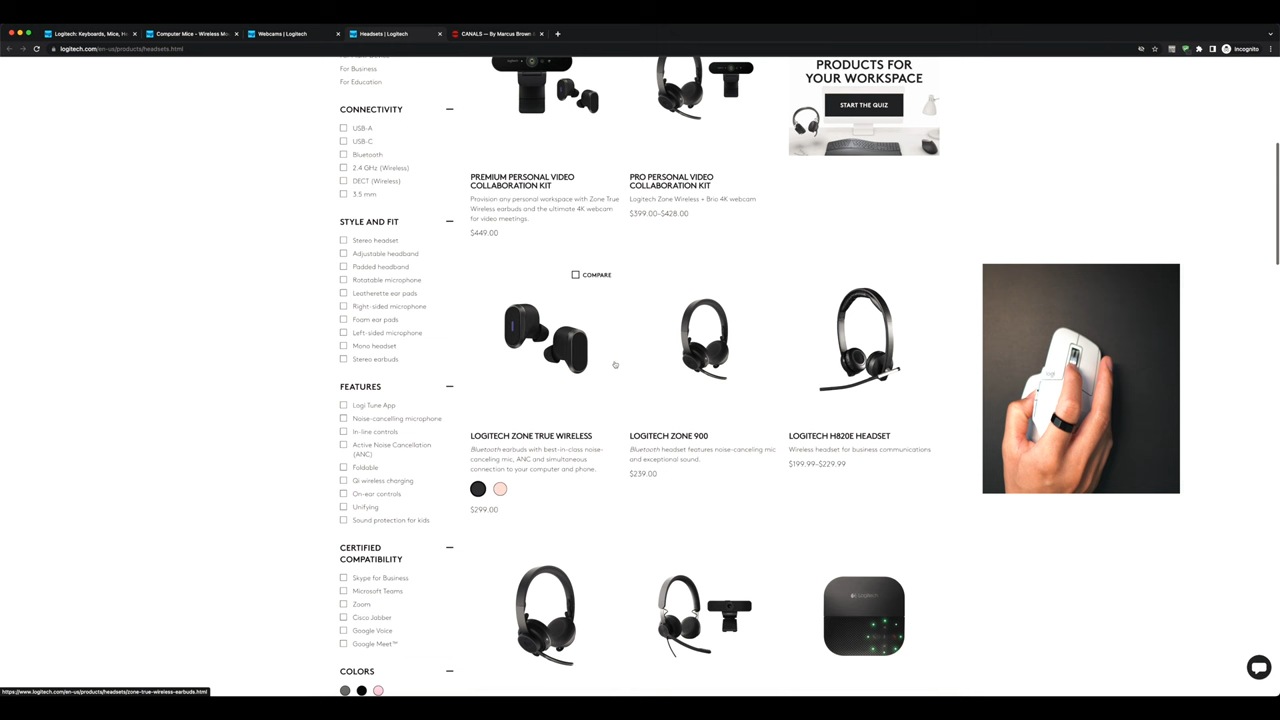 Logitech: Keyboards, Mice, He
Computer Mice - Wireless M
Webcams | Logitech
Headsets | Logitech
CANALS — By Marcus Brown &
logitech.com/en-us/products/headsets.html
Incognito
For Business
For Education
CONNECTIVITY
USB-A
USB-C
Bluetooth
2.4 GHz (Wireless)
DECT (Wireless)
3.5 mm
STYLE AND FIT
Stereo headset
Adjustable headband
Padded headband
Rotatable microphone
Leatherette ear pads
Right-sided microphone
Foam ear pads
Left-sided microphone
Mono headset
Stereo earbuds
FEATURES
Logi Tune App
Noise-cancelling microphone
In-line controls
Active Noise Cancellation
(ANC)
Foldable
Qi wireless charging
On-ear controls
Unifying
Sound protection for kids
CERTIFIED
COMPATIBILITY
Skype for Business
Microsoft Teams
Zoom
Cisco Jabber
Google Voice
Google Meet™
COLORS
PREMIUM PERSONAL VIDEO
COLLABORATION KIT
Provision any personal workspace with Zone True
Wireless earbuds and the ultimate 4K webcam
for video meetings.
$449.00
PRO PERSONAL VIDEO
COLLABORATION KIT
Logitech Zone Wireless + Brio 4K webcam
$399.00-$428.00
PRODUCTS FOR
YOUR WORKSPACE
START THE QUIZ
COMPARE
LOGITECH ZONE TRUE WIRELESS
Bluetooth earbuds with best-in-class noise-
canceling mic, ANC and simultaneous
connection to your computer and phone.
$299.00
LOGITECH ZONE 900
Bluetooth headset features noise-canceling mic
and exceptional sound.
$239.00
LOGITECH H820E HEADSET
Wireless headset for business communications
$199.99-$229.99
logi
Logitech
https://www.logitech.com/en-us/products/headsets/zone-true-wireless-earbuds.html